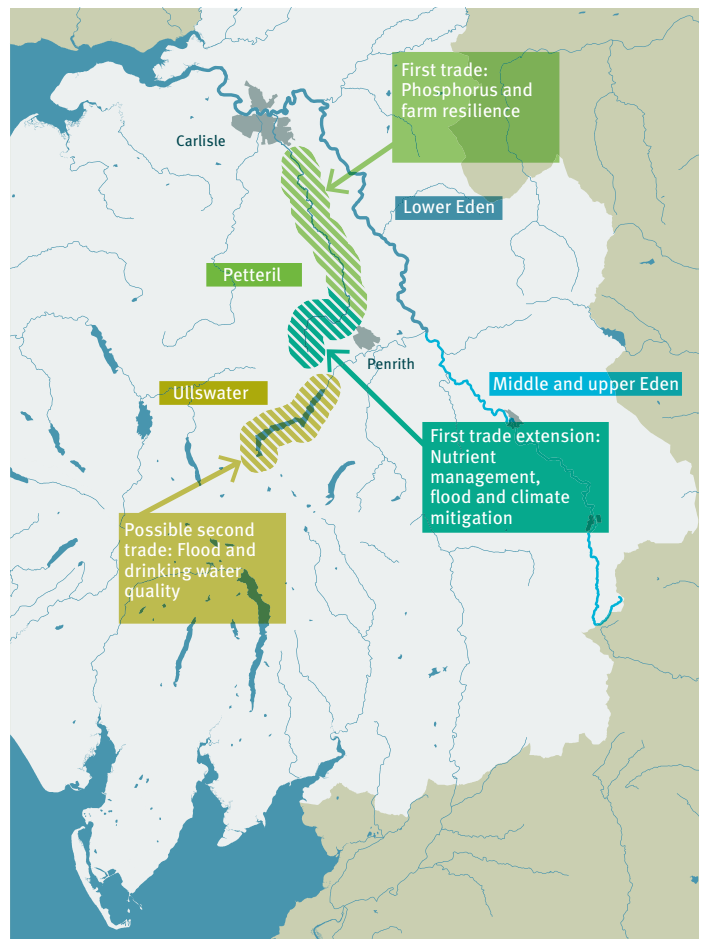 First trade:
Phosphorus and
farm resilience
Carlisle
Lower Eden
Petteril
Penrith
Ullswater
Middle and upper Eden
First trade extension:
Nutrient
management,
flood and climate
mitigation
Possible second
trade: Flood and
drinking water
quality